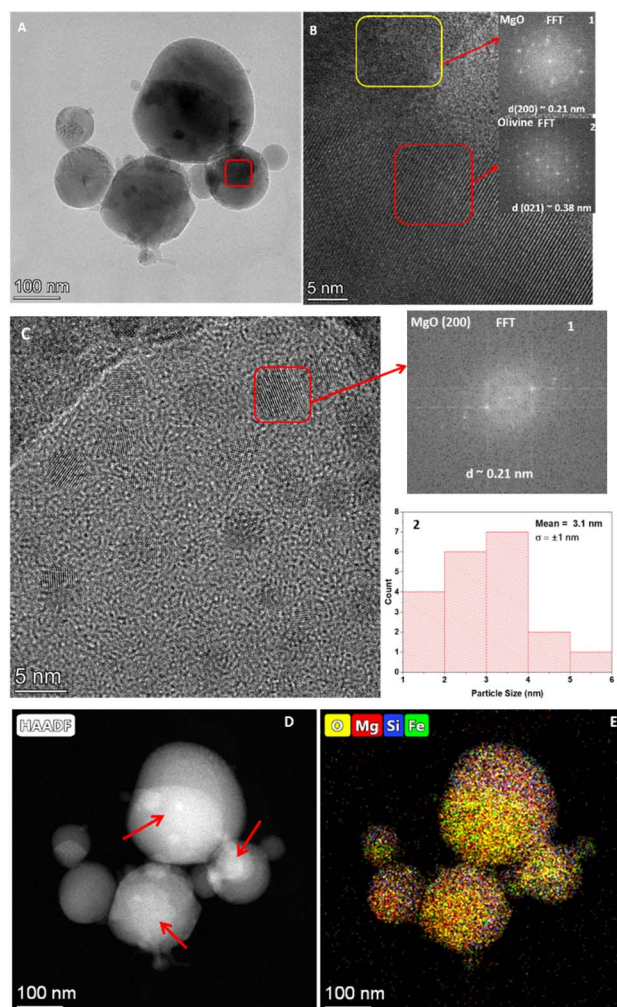 A
100 nm
B
MgO FFT 1
d(200) ~ 0.21 nm
Olivine FFT 2
d (021) ~ 0.38 nm
5 nm
C
5 nm
MgO (200) FFT 1
d ~ 0.21 nm
2
Mean = 3.1 nm
σ = ±1 nm
Count
8
7
6
5
4
3
2
1
0
1 2 3 4 5 6
Particle Size (nm)
HAADF D
100 nm
O Mg Si Fe E
100 nm